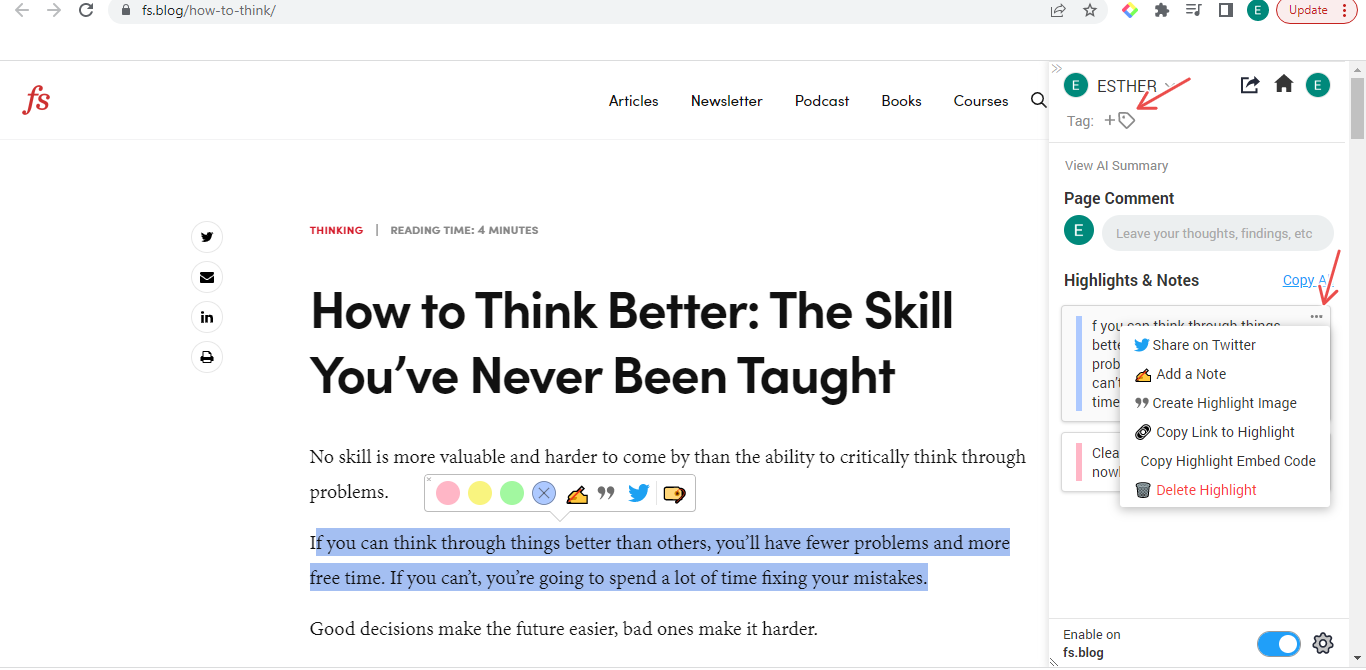 fs.blog/how-to-think/
E
Update
fs
Articles
Newsletter
Podcast
Books
Courses
E
ESTHER
E
Tag: +
View AI Summary
Page Comment
E
Leave your thoughts, findings, etc
Highlights & Notes
Copy A
THINKING | READING TIME: 4 MINUTES
How to Think Better: The Skill
You’ve Never Been Taught
No skill is more valuable and harder to come by than the ability to critically think through
problems.
If you can think through things better than others, you’ll have fewer problems and more
free time. If you can’t, you’re going to spend a lot of time fixing your mistakes.
Good decisions make the future easier, bad ones make it harder.
f you can think through things
bette
prob
can't
time
Clea
now
Share on Twitter
Add a Note
Create Highlight Image
Copy Link to Highlight
Copy Highlight Embed Code
Delete Highlight
Enable on
fs.blog